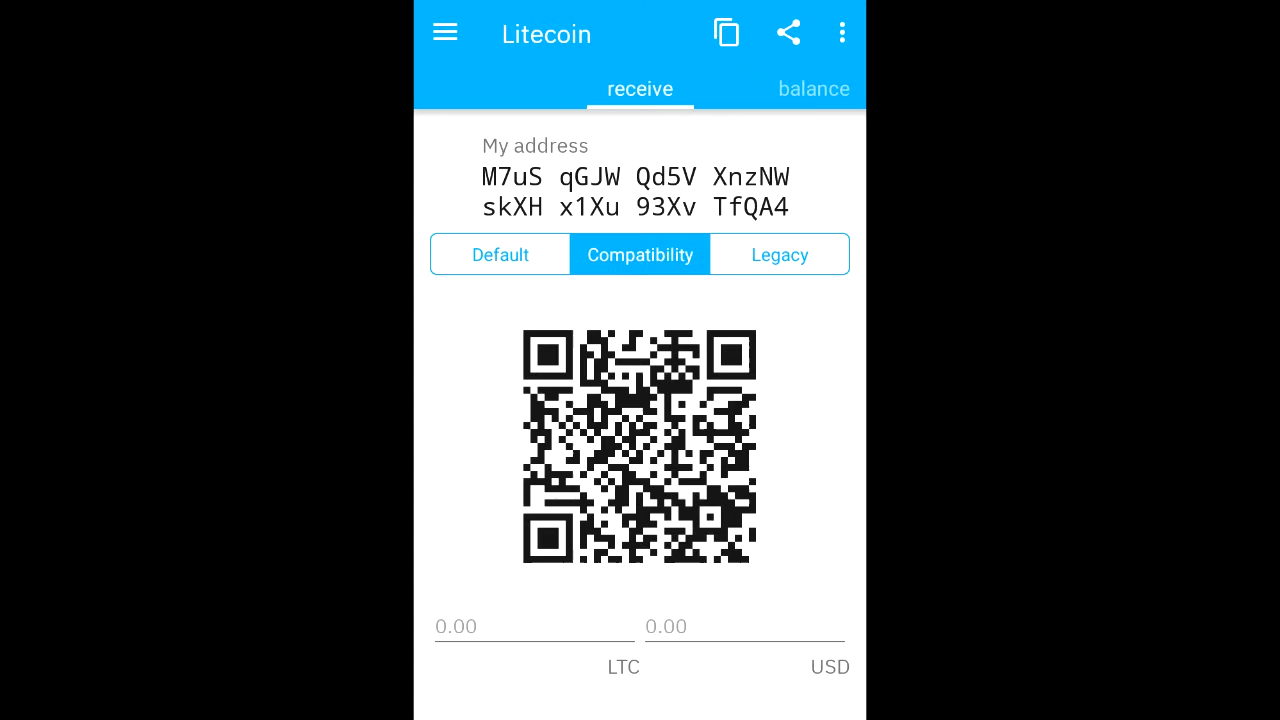 Litecoin
receive balance
My address
M7uS qGJW Qd5V XnzNW
skXH x1Xu 93Xv TfQA4
Default Compatibility Legacy
0.00 0.00
LTC USD